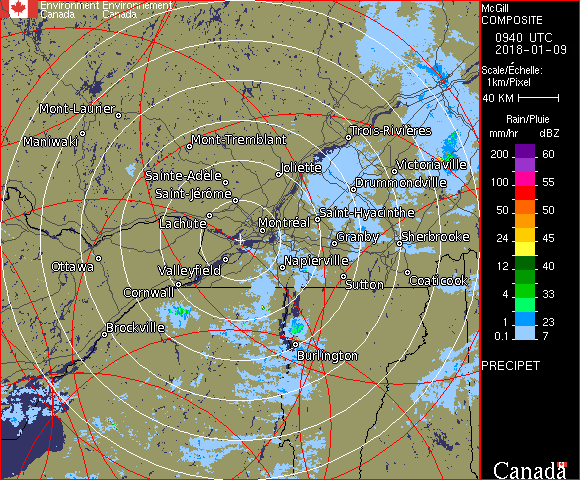 Environment Environnement
Canada Canada
McGill
COMPOSITE
0940 UTC
2018-01-09
Scale/Échelle:
1km/Pixel
40 KM
Rain/Pluie
mm/hr dBZ
200 60
100 55
50 50
24 45
12 40
4 33
1 23
0.1 7
PRECIPET
Canada
Mont-Laurier
Maniwaki
Mont-Tremblant
Trois-Rivières
Sainte-Adèle
Joliette
Victoriaville
Saint-Jérôme
Drummondville
Lachute
Montréal
Saint-Hyacinthe
Granby
Sherbrooke
Ottawa
Valleyfield
Napierville
Cornwall
Sutton
Coaticook
Brockville
Burlington